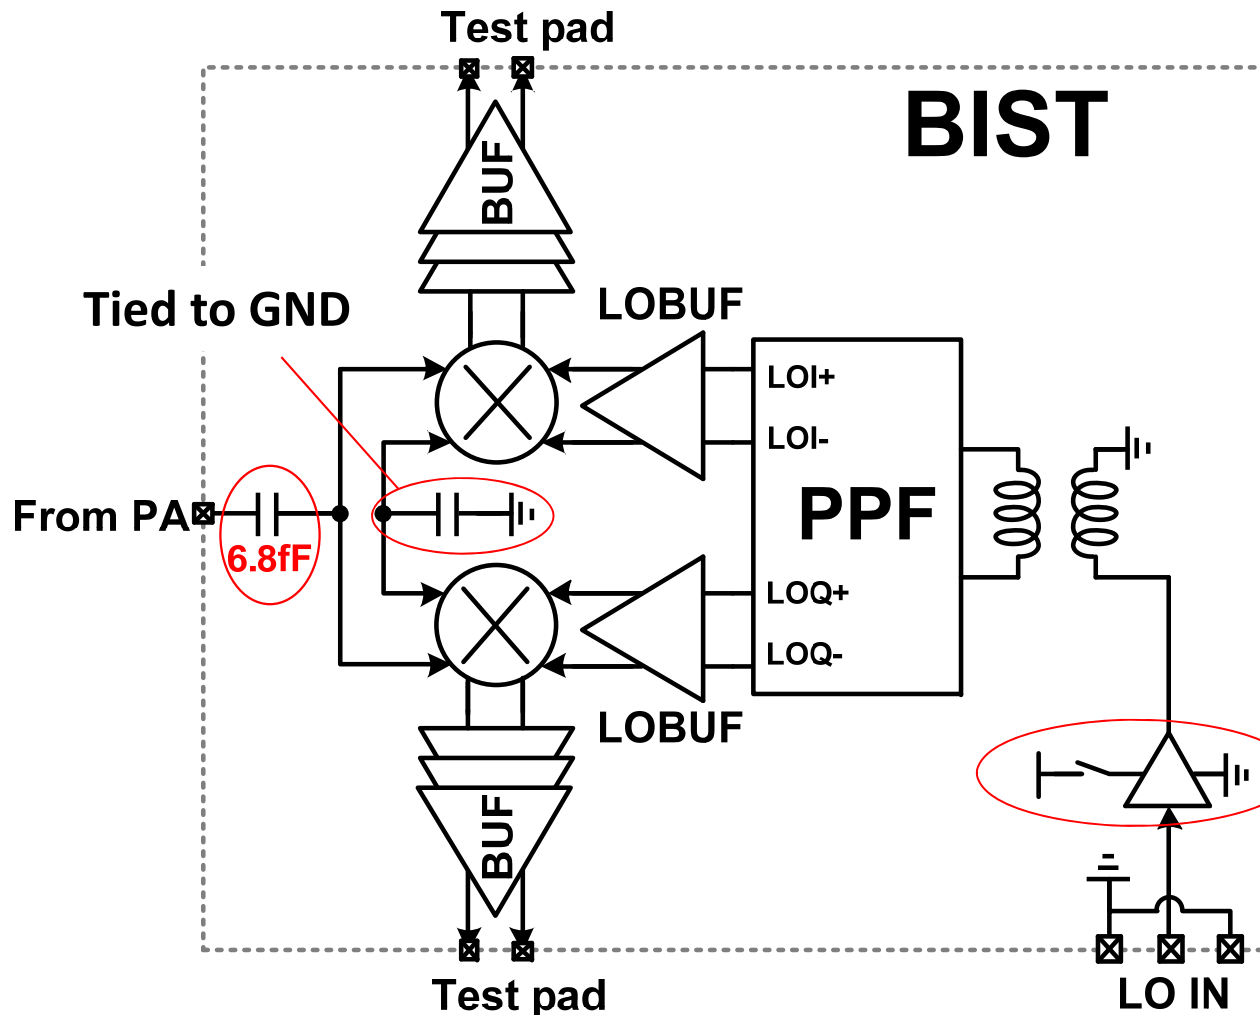 Test pad
BIST
BUF
Tied to GND
LOBUF
LOI+
LOI-
From PA
6.8fF
PPF
LOQ+
LOQ-
LOBUF
BUF
Test pad
LO IN